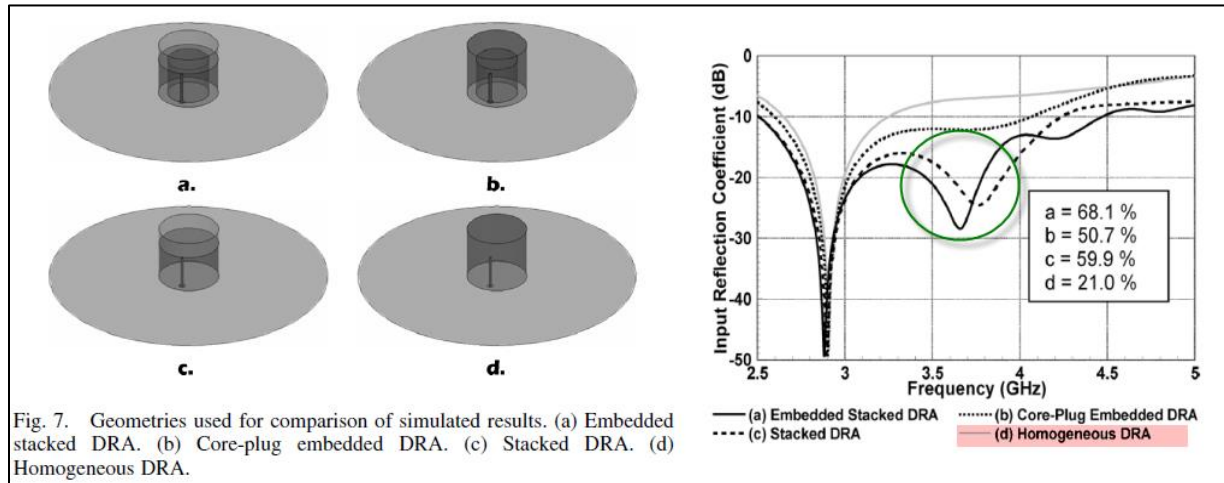 a.
b.
c.
d.
Fig. 7. Geometries used for comparison of simulated results. (a) Embedded
stacked DRA. (b) Core-plug embedded DRA. (c) Stacked DRA. (d)
Homogeneous DRA.
Input Reflection Coefficient (dB)
0
-10
-20
-30
-40
-50
a = 68.1 %
b = 50.7 %
c = 59.9 %
d = 21.0 %
2.5 3 3.5 4 4.5 5
Frequency (GHz)
(a) Embedded Stacked DRA (b) Core-Plug Embedded DRA
(c) Stacked DRA (d) Homogeneous DRA